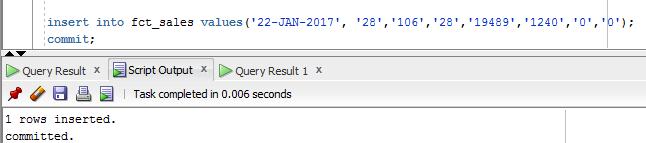 insert into fct_sales values('22-JAN-2017', '28','106','28','19489','1240','0','0');
commit;
Query Result x Script Output x Query Result 1 x
Task completed in 0.006 seconds
1 rows inserted.
committed.